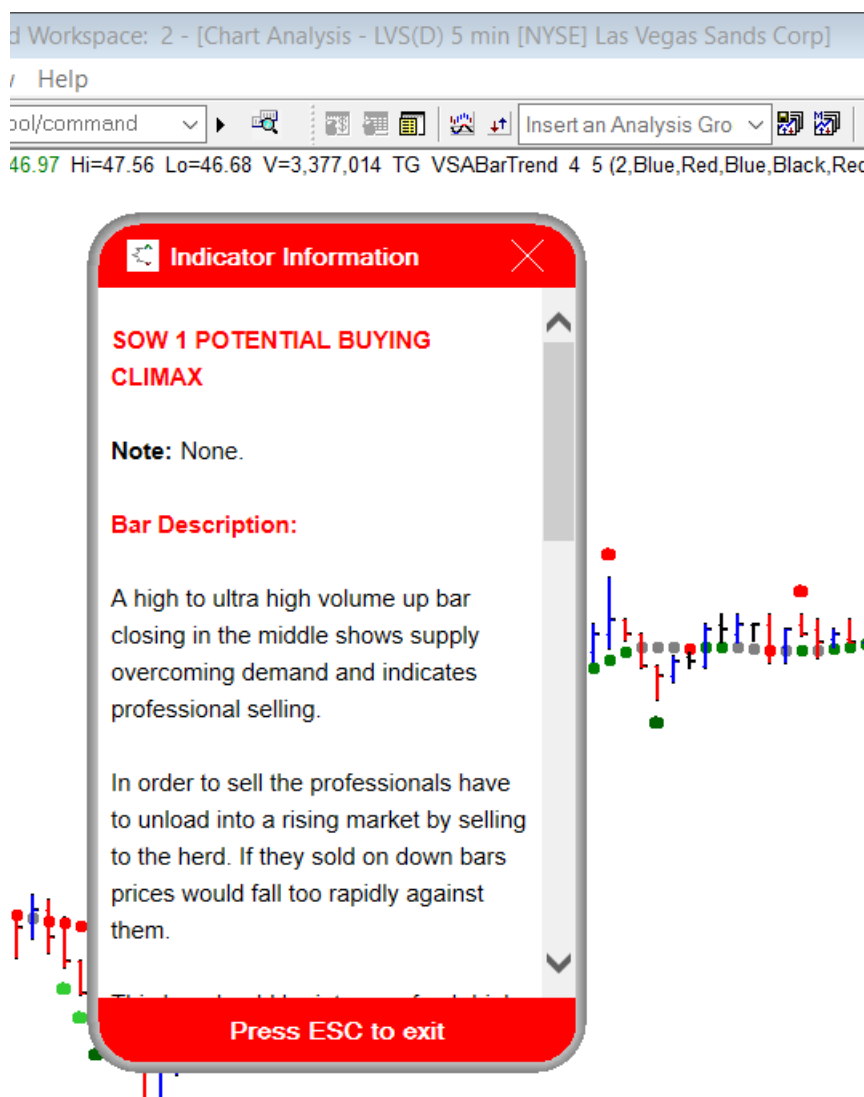 d Workspace: 2 - [Chart Analysis - LVS(D) 5 min [NYSE] Las Vegas Sands Corp]
Help
ool/command
Insert an Analysis Gro
46.97 Hi=47.56 Lo=46.68 V=3,377,014 TG VSABarTrend 4 5 (2,Blue,Red,Blue,Black,Red
Indicator Information
SOW 1 POTENTIAL BUYING
CLIMAX
Note: None.
Bar Description:
A high to ultra high volume up bar
closing in the middle shows supply
overcoming demand and indicates
professional selling.
In order to sell the professionals have
to unload into a rising market by selling
to the herd. If they sold on down bars
prices would fall too rapidly against
them.
Press ESC to exit